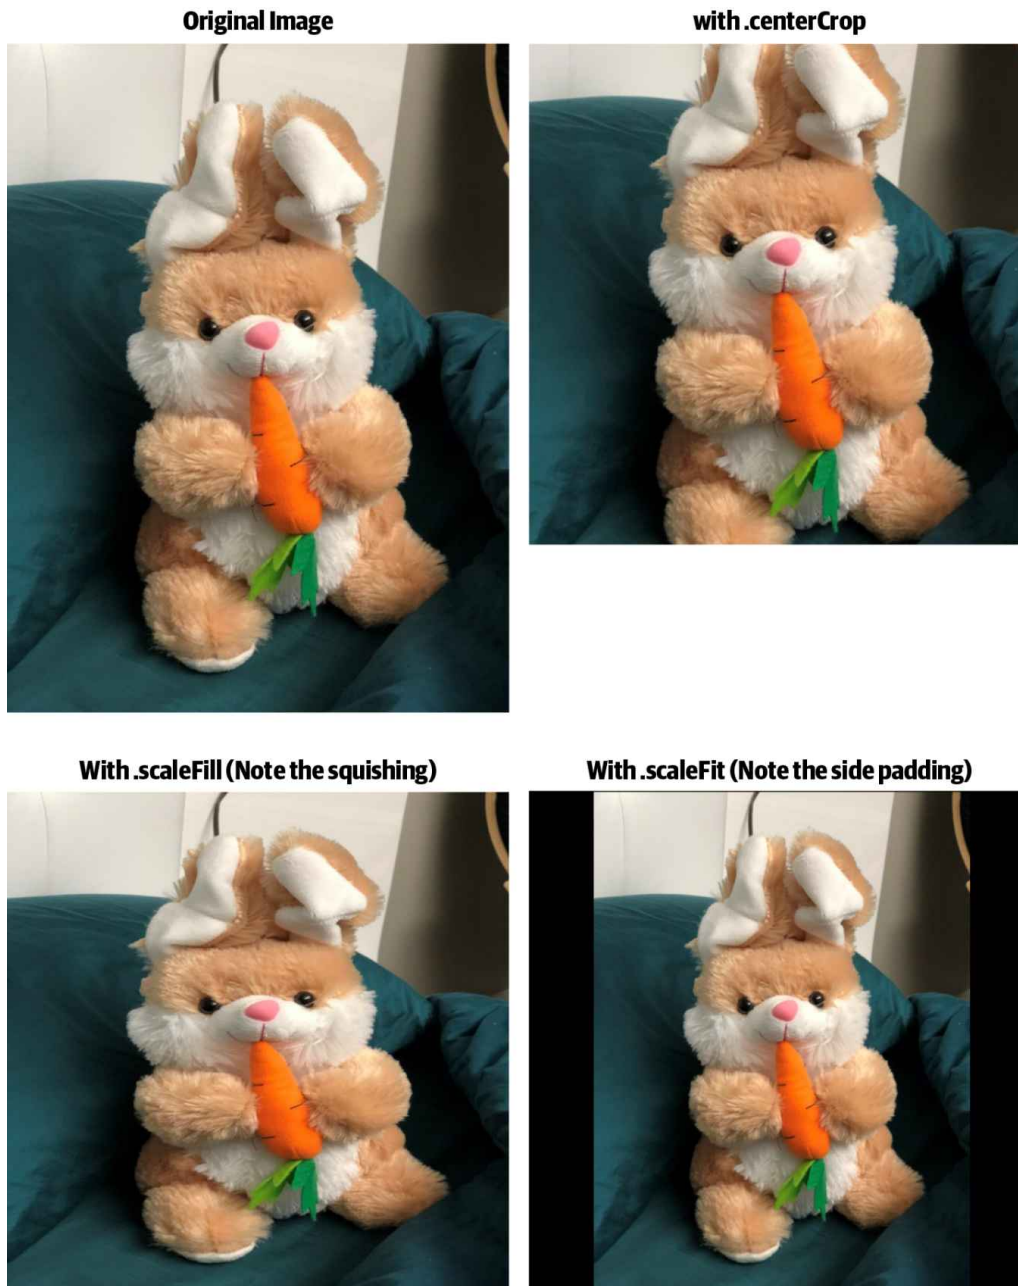 Original Image
with .centerCrop
With .scaleFill (Note the squishing)
With .scaleFit (Note the side padding)